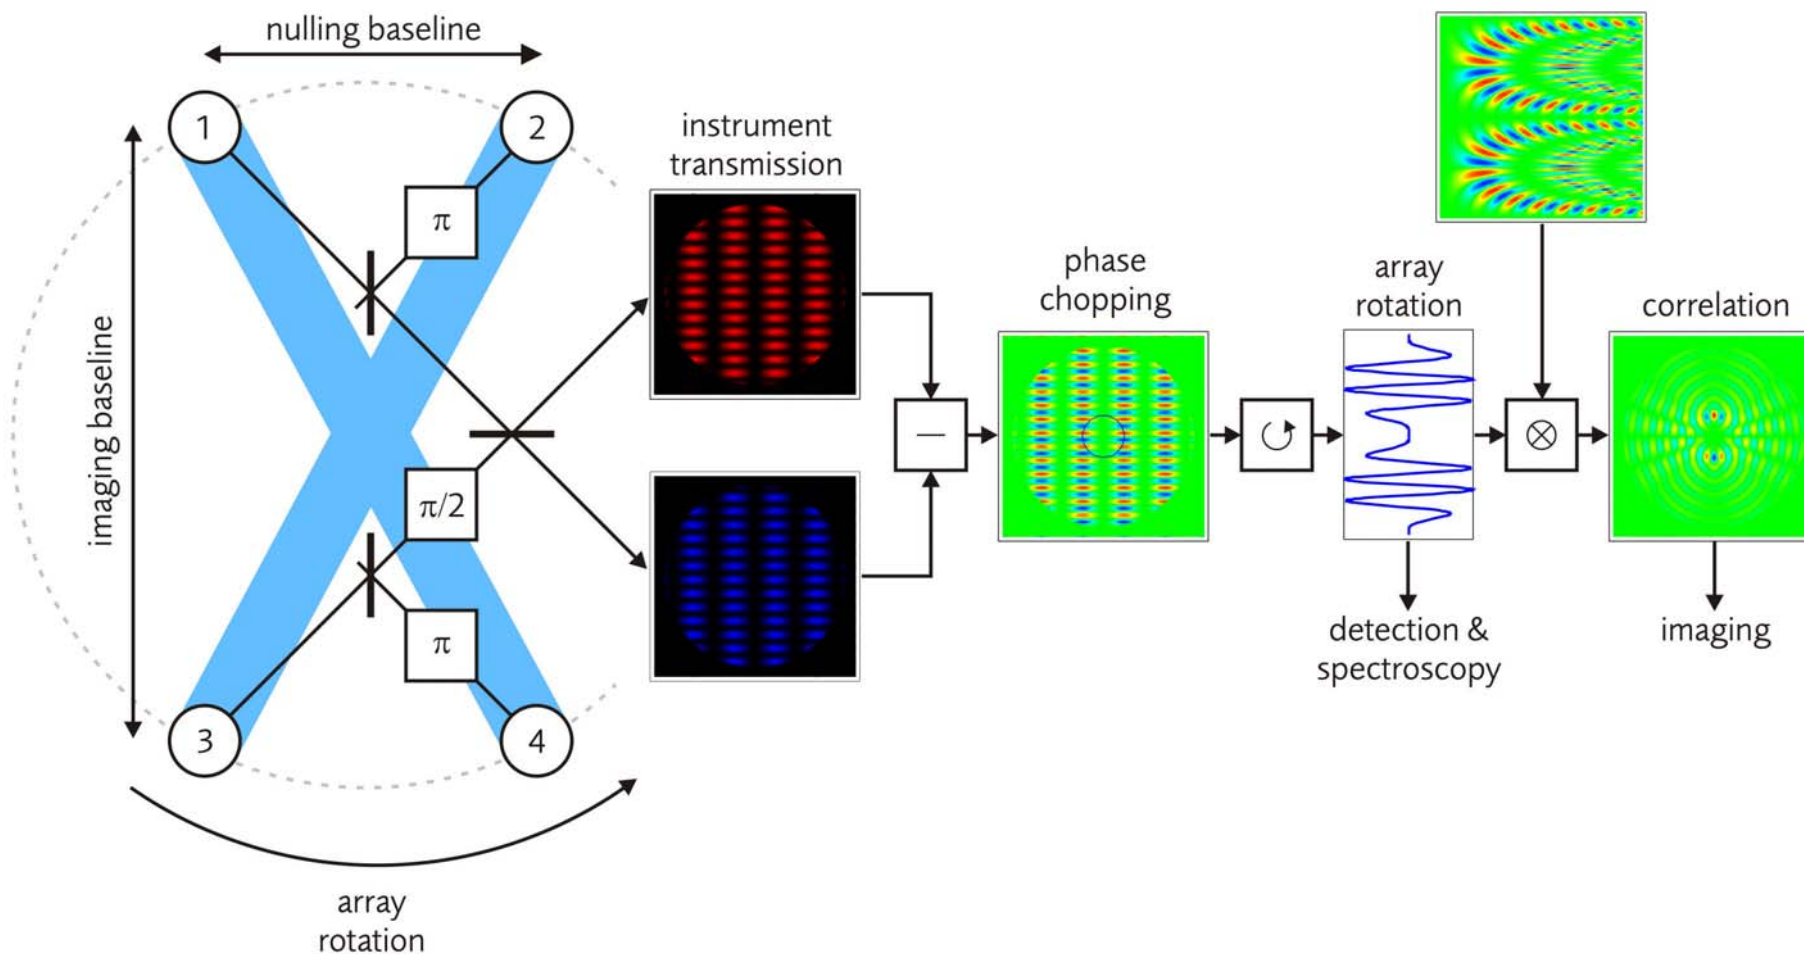 nulling baseline
1
2
π
imaging baseline
π/2
π
3
4
array
rotation
instrument
transmission
—
phase
chopping
array
rotation
⊗
correlation
detection &
spectroscopy
imaging